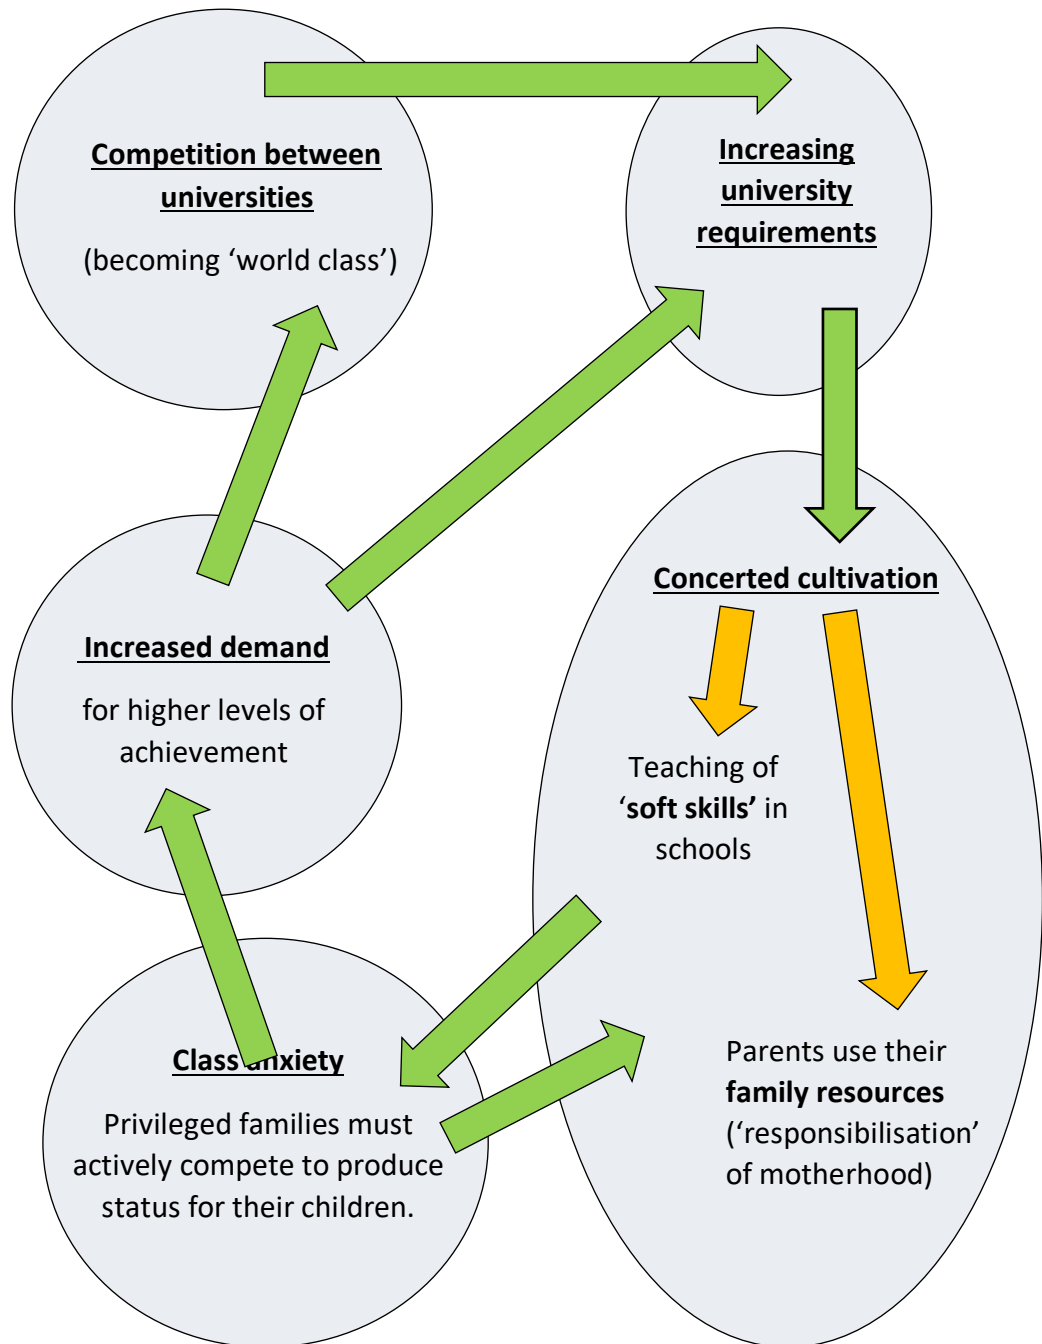 Competition between
universities
(becoming ‘world class’)
Increasing
university
requirements
Increased demand
for higher levels of
achievement
Concerted cultivation
Teaching of
‘soft skills’ in
schools
Parents use their
family resources
(‘responsibilisation’
of motherhood)
Class anxiety
Privileged families must
actively compete to produce
status for their children.